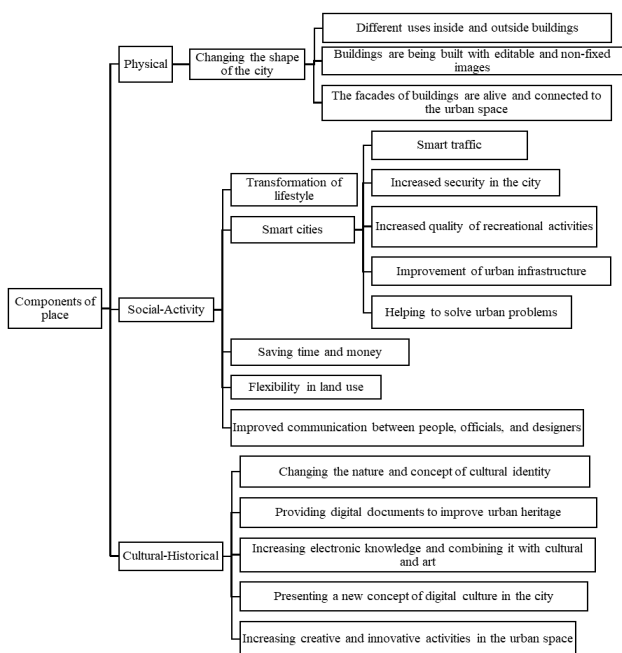 Components of
place
Physical
Changing the shape
of the city
Different uses inside and outside buildings
Buildings are being built with editable and non-fixed
images
The facades of buildings are alive and connected to
the urban space
Social-Activity
Transformation of
lifestyle
Smart cities
Smart traffic
Increased security in the city
Increased quality of recreational activities
Improvement of urban infrastructure
Helping to solve urban problems
Saving time and money
Flexibility in land use
Improved communication between people, officials, and designers
Cultural-Historical
Changing the nature and concept of cultural identity
Providing digital documents to improve urban heritage
Increasing electronic knowledge and combining it with cultural
and art
Presenting a new concept of digital culture in the city
Increasing creative and innovative activities in the urban space